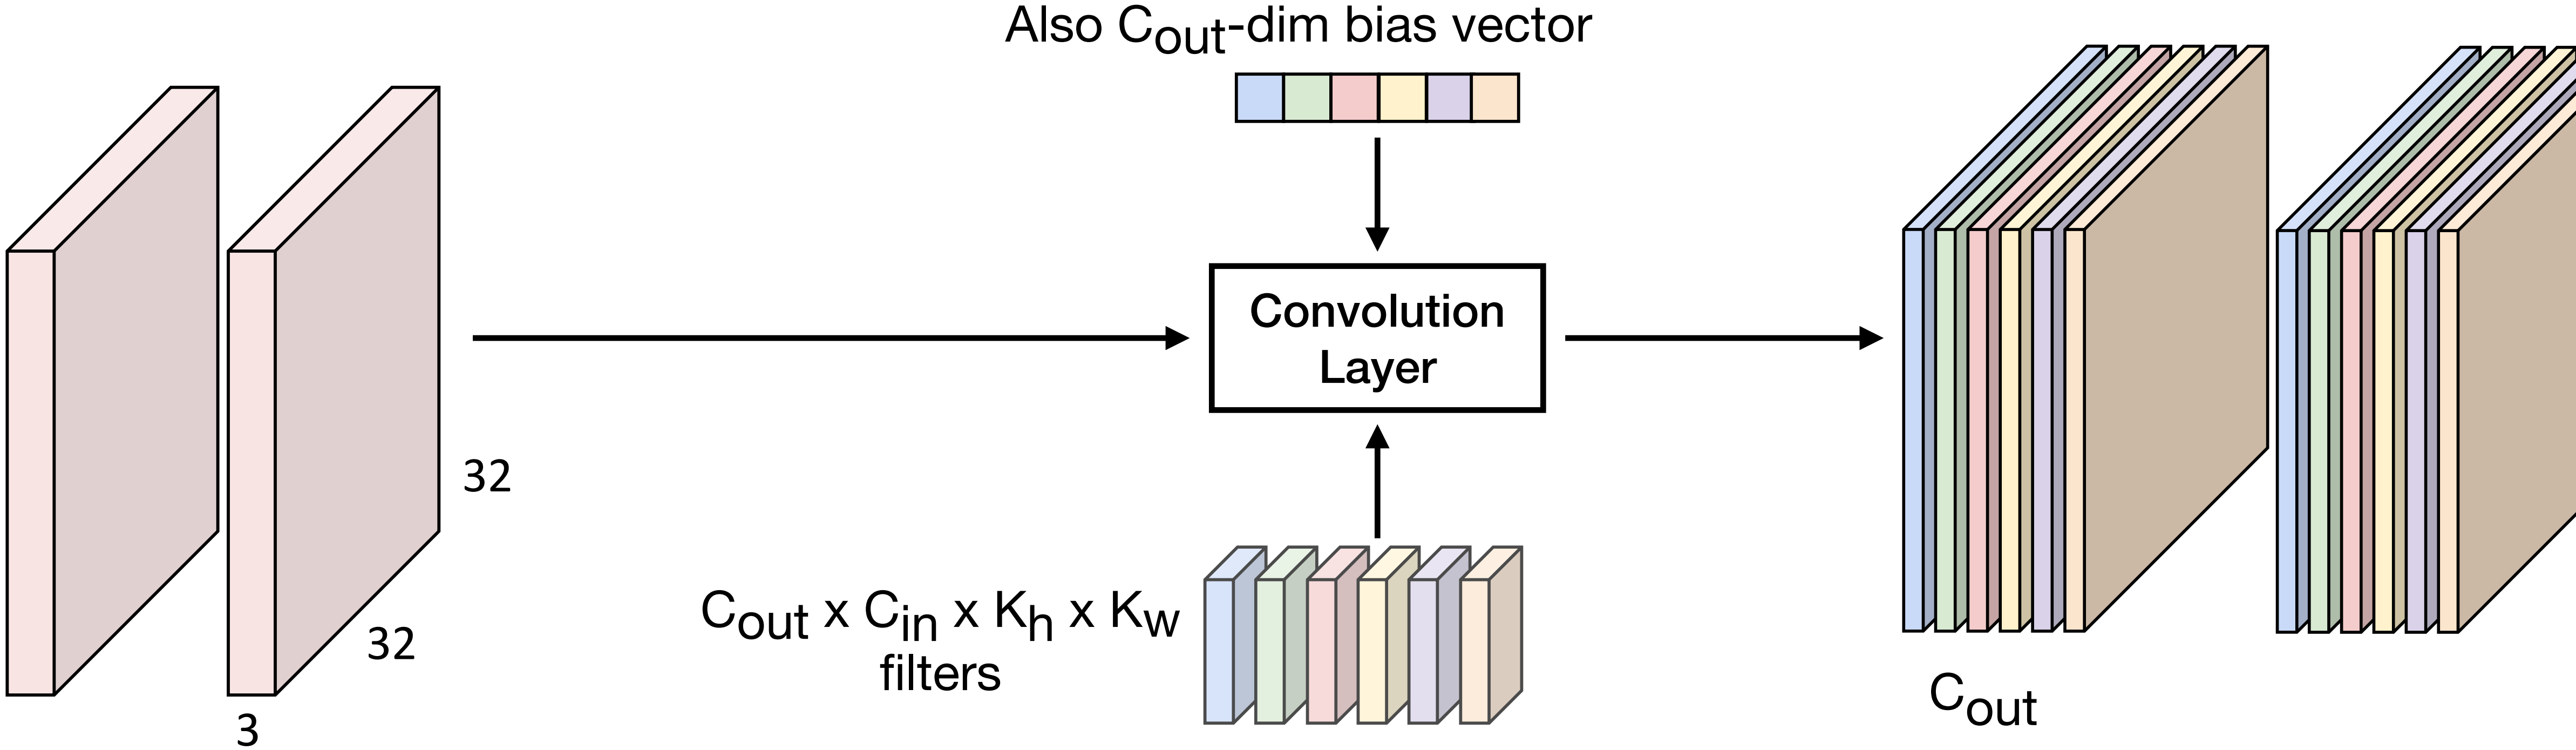 Also Cout-dim bias vector
Convolution
Layer
32
32
3
Cout x Cin x Kh x Kw
filters
Cout